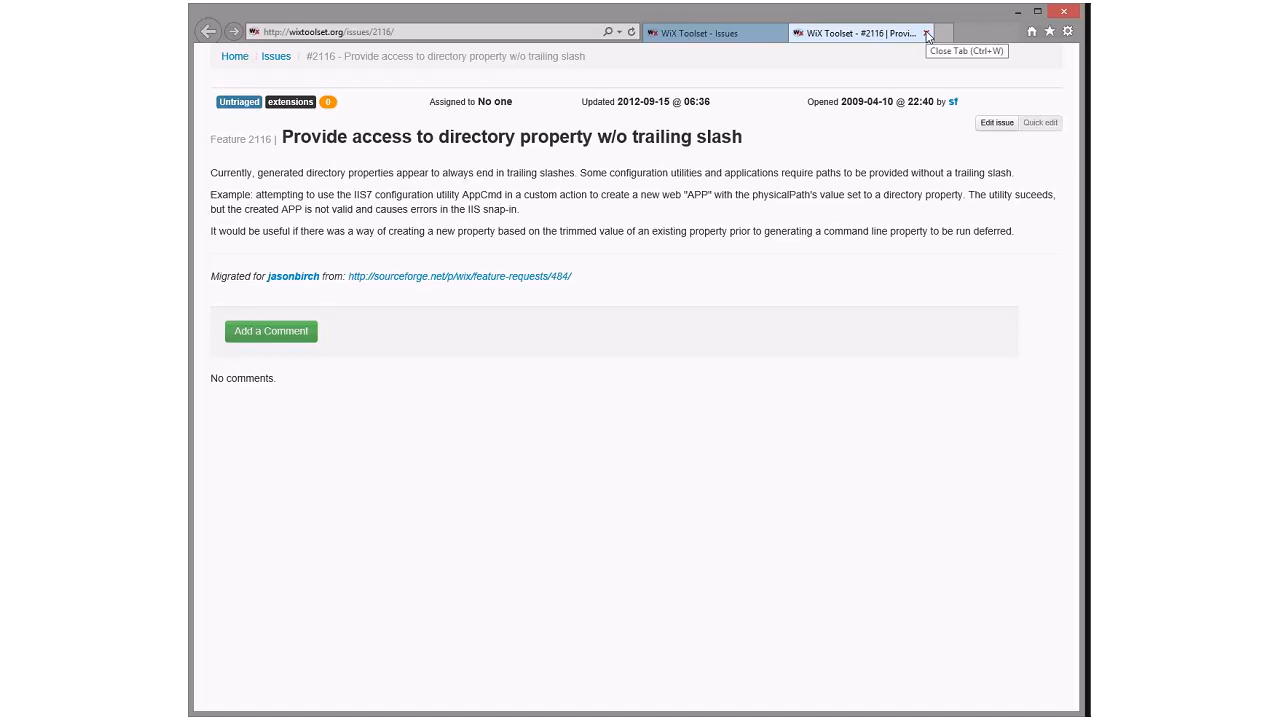 http://wixtoolset.org/issues/2116/
WiX Toolset - Issues
WiX Toolset - #2116 | Provi...
Close Tab (Ctrl+W)
Home / Issues / #2116 - Provide access to directory property w/o trailing slash
Untriaged extensions 0 Assigned to No one Updated 2012-09-15 @ 06:36 Opened 2009-04-10 @ 22:40 by sf
Edit issue Quick edit
Feature 2116 | Provide access to directory property w/o trailing slash
Currently, generated directory properties appear to always end in trailing slashes. Some configuration utilities and applications require paths to be provided without a trailing slash.
Example: attempting to use the IIS7 configuration utility AppCmd in a custom action to create a new web "APP" with the physicalPath's value set to a directory property. The utility suceeds,
but the created APP is not valid and causes errors in the IIS snap-in.
It would be useful if there was a way of creating a new property based on the trimmed value of an existing property prior to generating a command line property to be run deferred.
Migrated for jasonbirch from: http://sourceforge.net/p/wix/feature-requests/484/
Add a Comment
No comments.